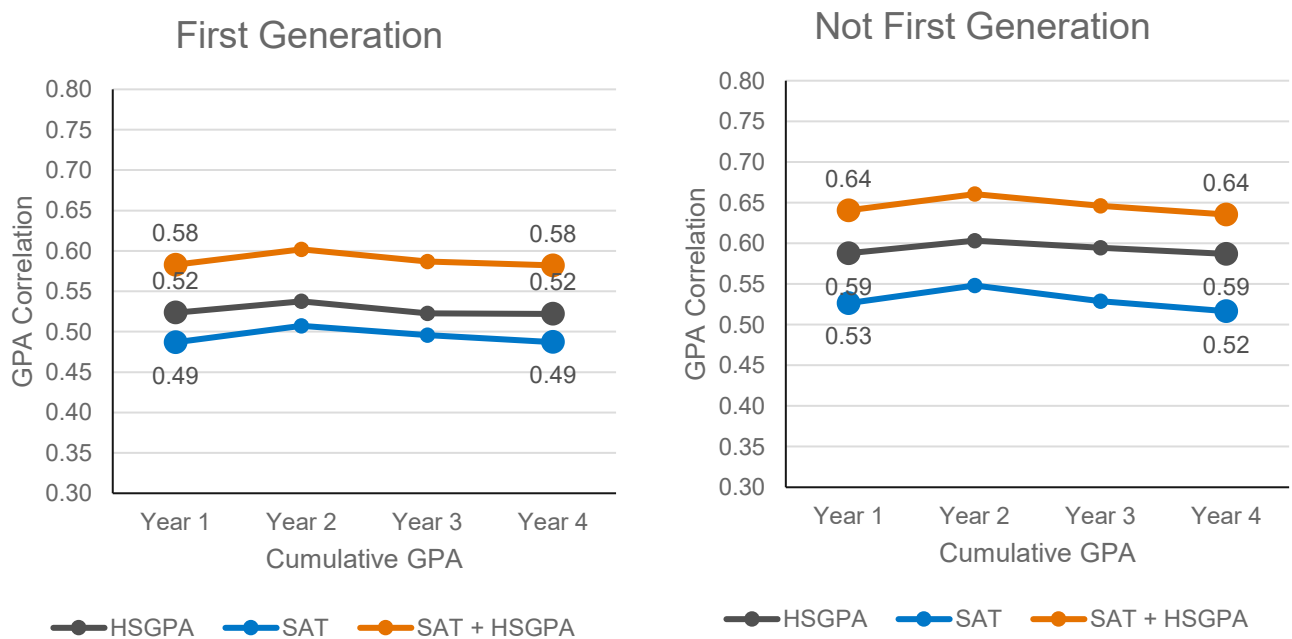 First Generation
0.80
0.75
0.70
0.65
0.60
0.55
0.50
0.45
0.40
0.35
0.30
GPA Correlation
0.58
0.58
0.52
0.52
0.49
0.49
Year 1
Year 2
Year 3
Year 4
Cumulative GPA
HSGPA
SAT
SAT + HSGPA
Not First Generation
0.80
0.75
0.70
0.65
0.60
0.55
0.50
0.45
0.40
0.35
0.30
GPA Correlation
0.64
0.64
0.59
0.59
0.53
0.52
Year 1
Year 2
Year 3
Year 4
Cumulative GPA
HSGPA
SAT
SAT + HSGPA